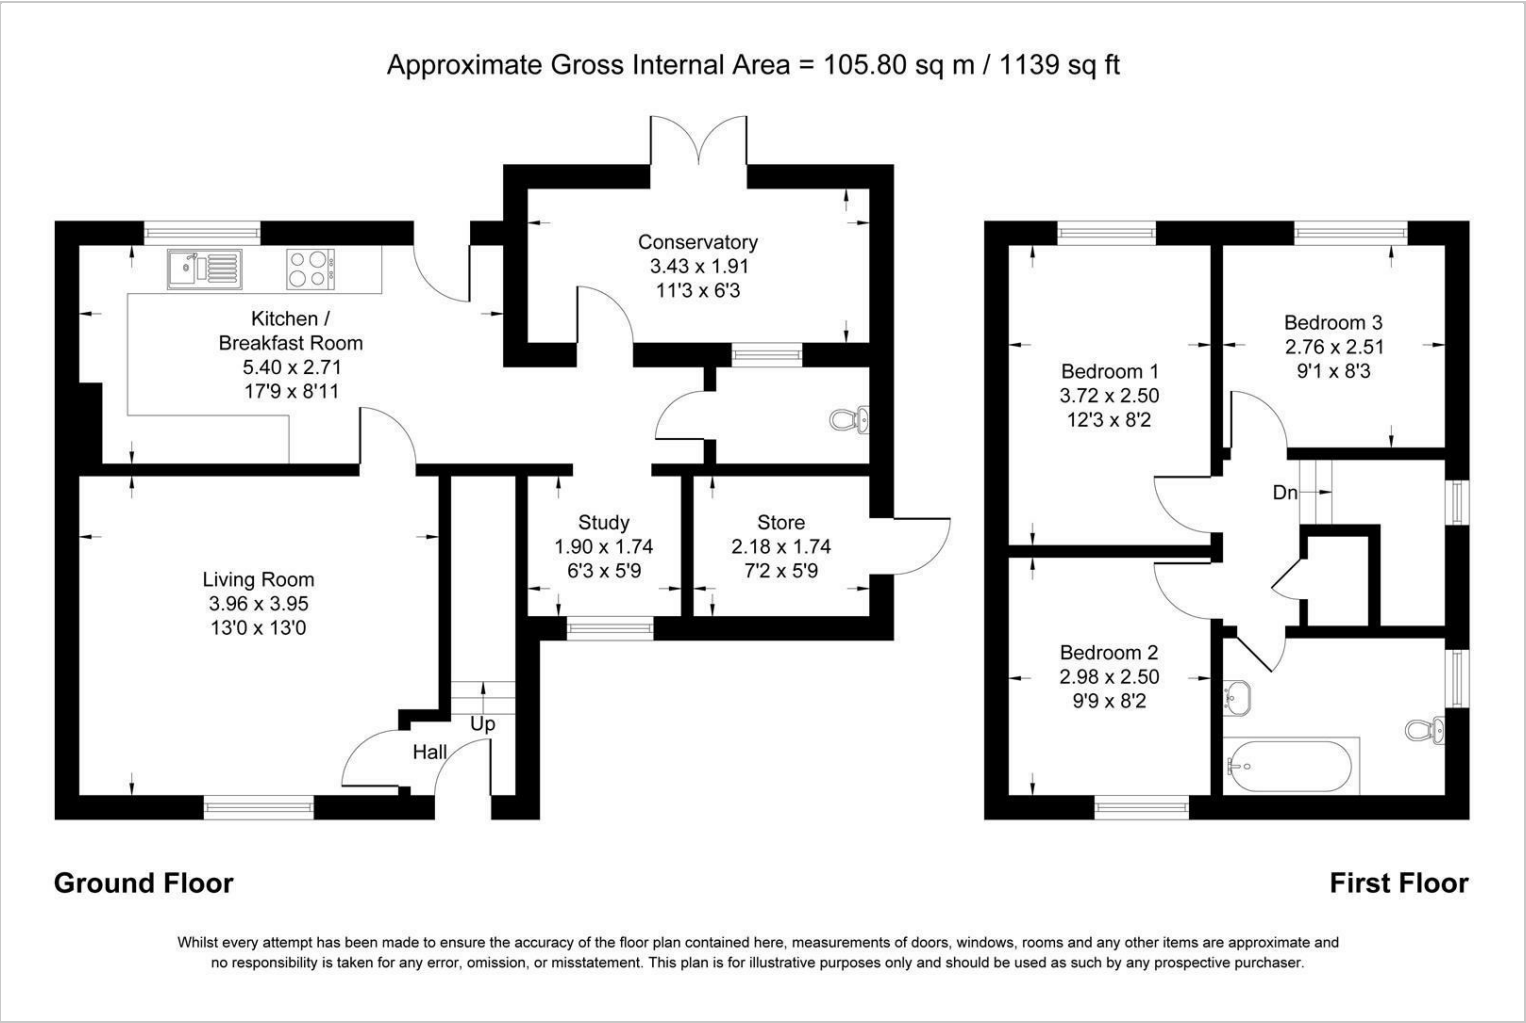 Approximate Gross Internal Area = 105.80 sq m / 1139 sq ft
Conservatory
3.43 x 1.91
11'3 x 6'3
Kitchen /
Breakfast Room
5.40 x 2.71
17'9 x 8'11
Living Room
3.96 x 3.95
13'0 x 13'0
Study
1.90 x 1.74
6'3 x 5'9
Store
2.18 x 1.74
7'2 x 5'9
Up
Hall
Bedroom 1
3.72 x 2.50
12'3 x 8'2
Bedroom 3
2.76 x 2.51
9'1 x 8'3
Dn
Bedroom 2
2.98 x 2.50
9'9 x 8'2
Ground Floor
First Floor
Whilst every attempt has been made to ensure the accuracy of the floor plan contained here, measurements of doors, windows, rooms and any other items are approximate and
no responsibility is taken for any error, omission, or misstatement. This plan is for illustrative purposes only and should be used as such by any prospective purchaser.